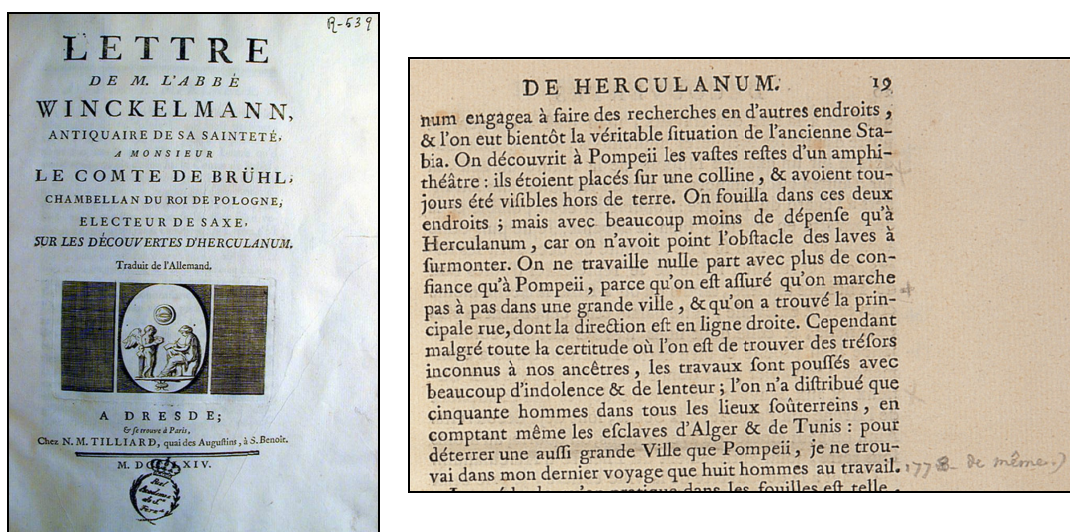 R-539
LETTRE
DE M. L'ABBÉ
WINCKELMANN,
ANTIQUAIRE DE SA SAINTETÉ,
A MONSIEUR
LE COMTE DE BRÜHL,
CHAMBELLAN DU ROI DE POLOGNE,
ELECTEUR DE SAXE,
SUR LES DÉCOUVERTES D'HERCULANUM.
Traduit de l'Allemand.
A DRESDE;
& se trouve à Paris,
Chez N. M. TILLIARD, quai des Augustins, à S. Benoît.
DE HERCULANUM. 19
num engagea à faire des recherches en d'autres endroits,
& l'on eut bientôt la véritable ſituation de l'ancienne Sta-
bia. On découvrit à Pompeii les vaſtes reſtes d'un amphi-
théâtre : ils étoient placés ſur une colline, & avoient tou-
jours été viſibles hors de terre. On fouilla dans ces deux
endroits ; mais avec beaucoup moins de dépenſe qu'à
Herculanum, car on n'avoit point l'obſtacle des laves à
ſurmonter. On ne travaille nulle part avec plus de con-
fiance qu'à Pompeii, parce qu'on eſt aſſuré qu'on marche
pas à pas dans une grande ville, & qu'on a trouvé la prin-
cipale rue, dont la direction eſt en ligne droite. Cependant
malgré toute la certitude où l'on eſt de trouver des tréſors
inconnus à nos ancêtres, les travaux ſont pouſſés avec
beaucoup d'indolence & de lenteur ; l'on n'a diſtribué que
cinquante hommes dans tous les lieux ſoûterreins, en
comptant même les eſclaves d'Alger & de Tunis : pour
déterrer une auſſi grande Ville que Pompeii, je ne trou-
vai dans mon dernier voyage que huit hommes au travail. de même.)
dans les fouilles eſt telle,